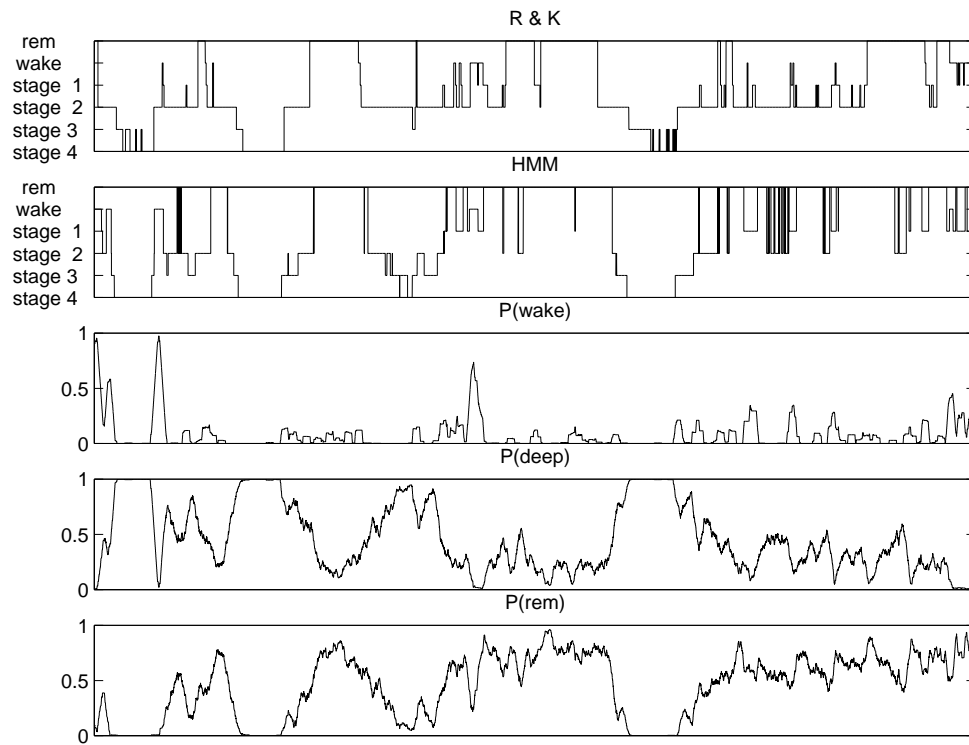 R & K
rem
wake
stage 1
stage 2
stage 3
stage 4
HMM
rem
wake
stage 1
stage 2
stage 3
stage 4
P(wake)
1
0.5
0
P(deep)
1
0.5
0
P(rem)
1
0.5
0